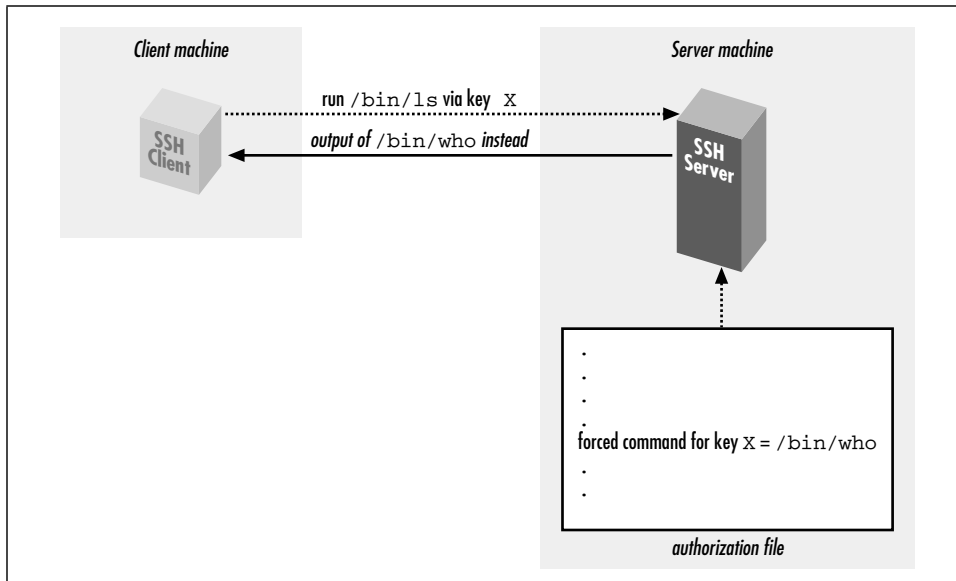 Client machine
Server machine
run /bin/ls via key X
output of /bin/who instead
SSH
Client
SSH
Server
.
.
.
.
forced command for key X = /bin/who
.
.
authorization file